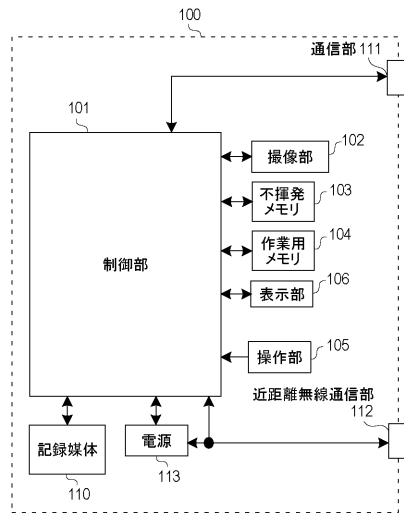 100
通信部 111
101
102
撮像部
103
不揮発
メモリ
104
作業用
メモリ
106
表示部
制御部
105
操作部
近距離無線通信部
112
記録媒体
110
電源
113